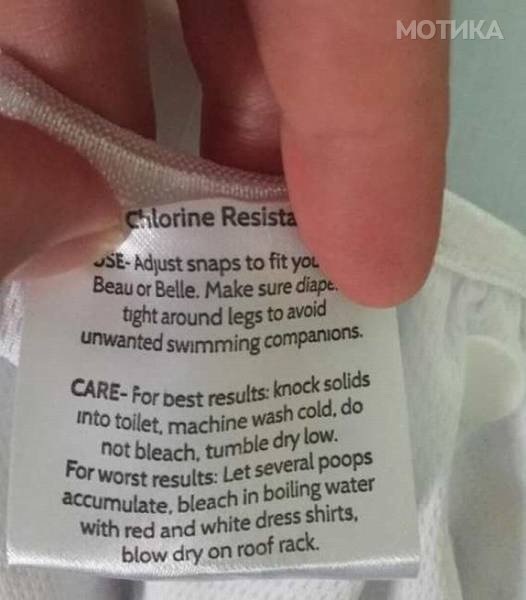 МОТИКА
Chlorine Resista
USE- Adjust snaps to fit you
Beau or Belle. Make sure diape
tight around legs to avoid
unwanted swimming companions.
CARE- For best results: knock solids
into toilet, machine wash cold, do
not bleach, tumble dry low.
For worst results: Let several poops
accumulate, bleach in boiling water
with red and white dress shirts,
blow dry on roof rack.